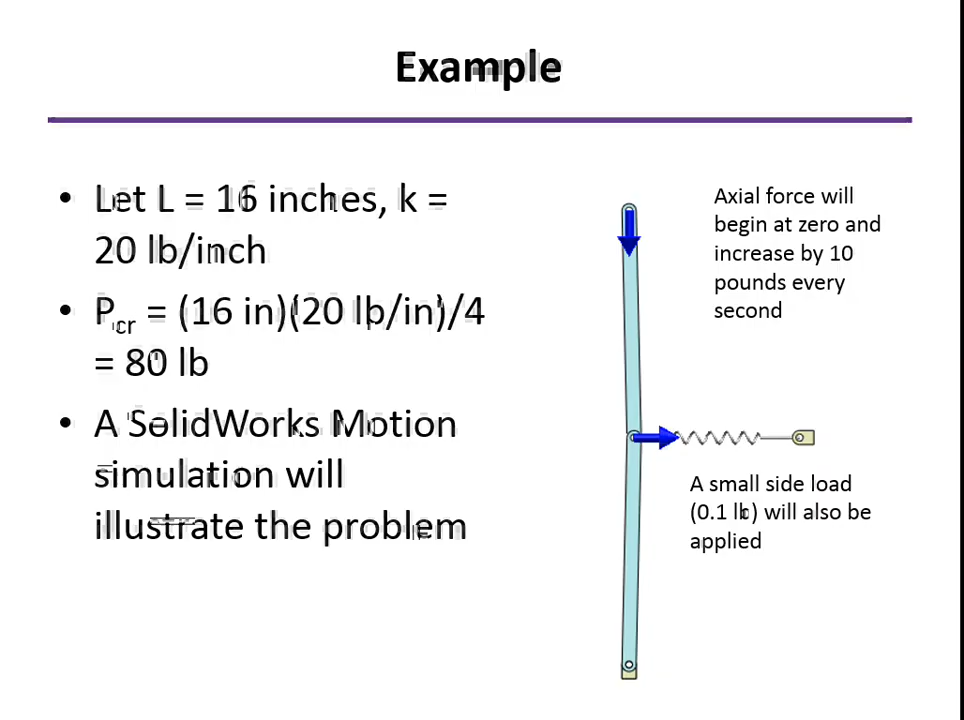 Example
• Let L = 16 inches, k =
20 lb/inch
• Pcr = (16 in)(20 lb/in)/4
= 80 lb
• A SolidWorks Motion
simulation will
illustrate the problem
Axial force will
begin at zero and
increase by 10
pounds every
second
A small side load
(0.1 lb) will also be
applied